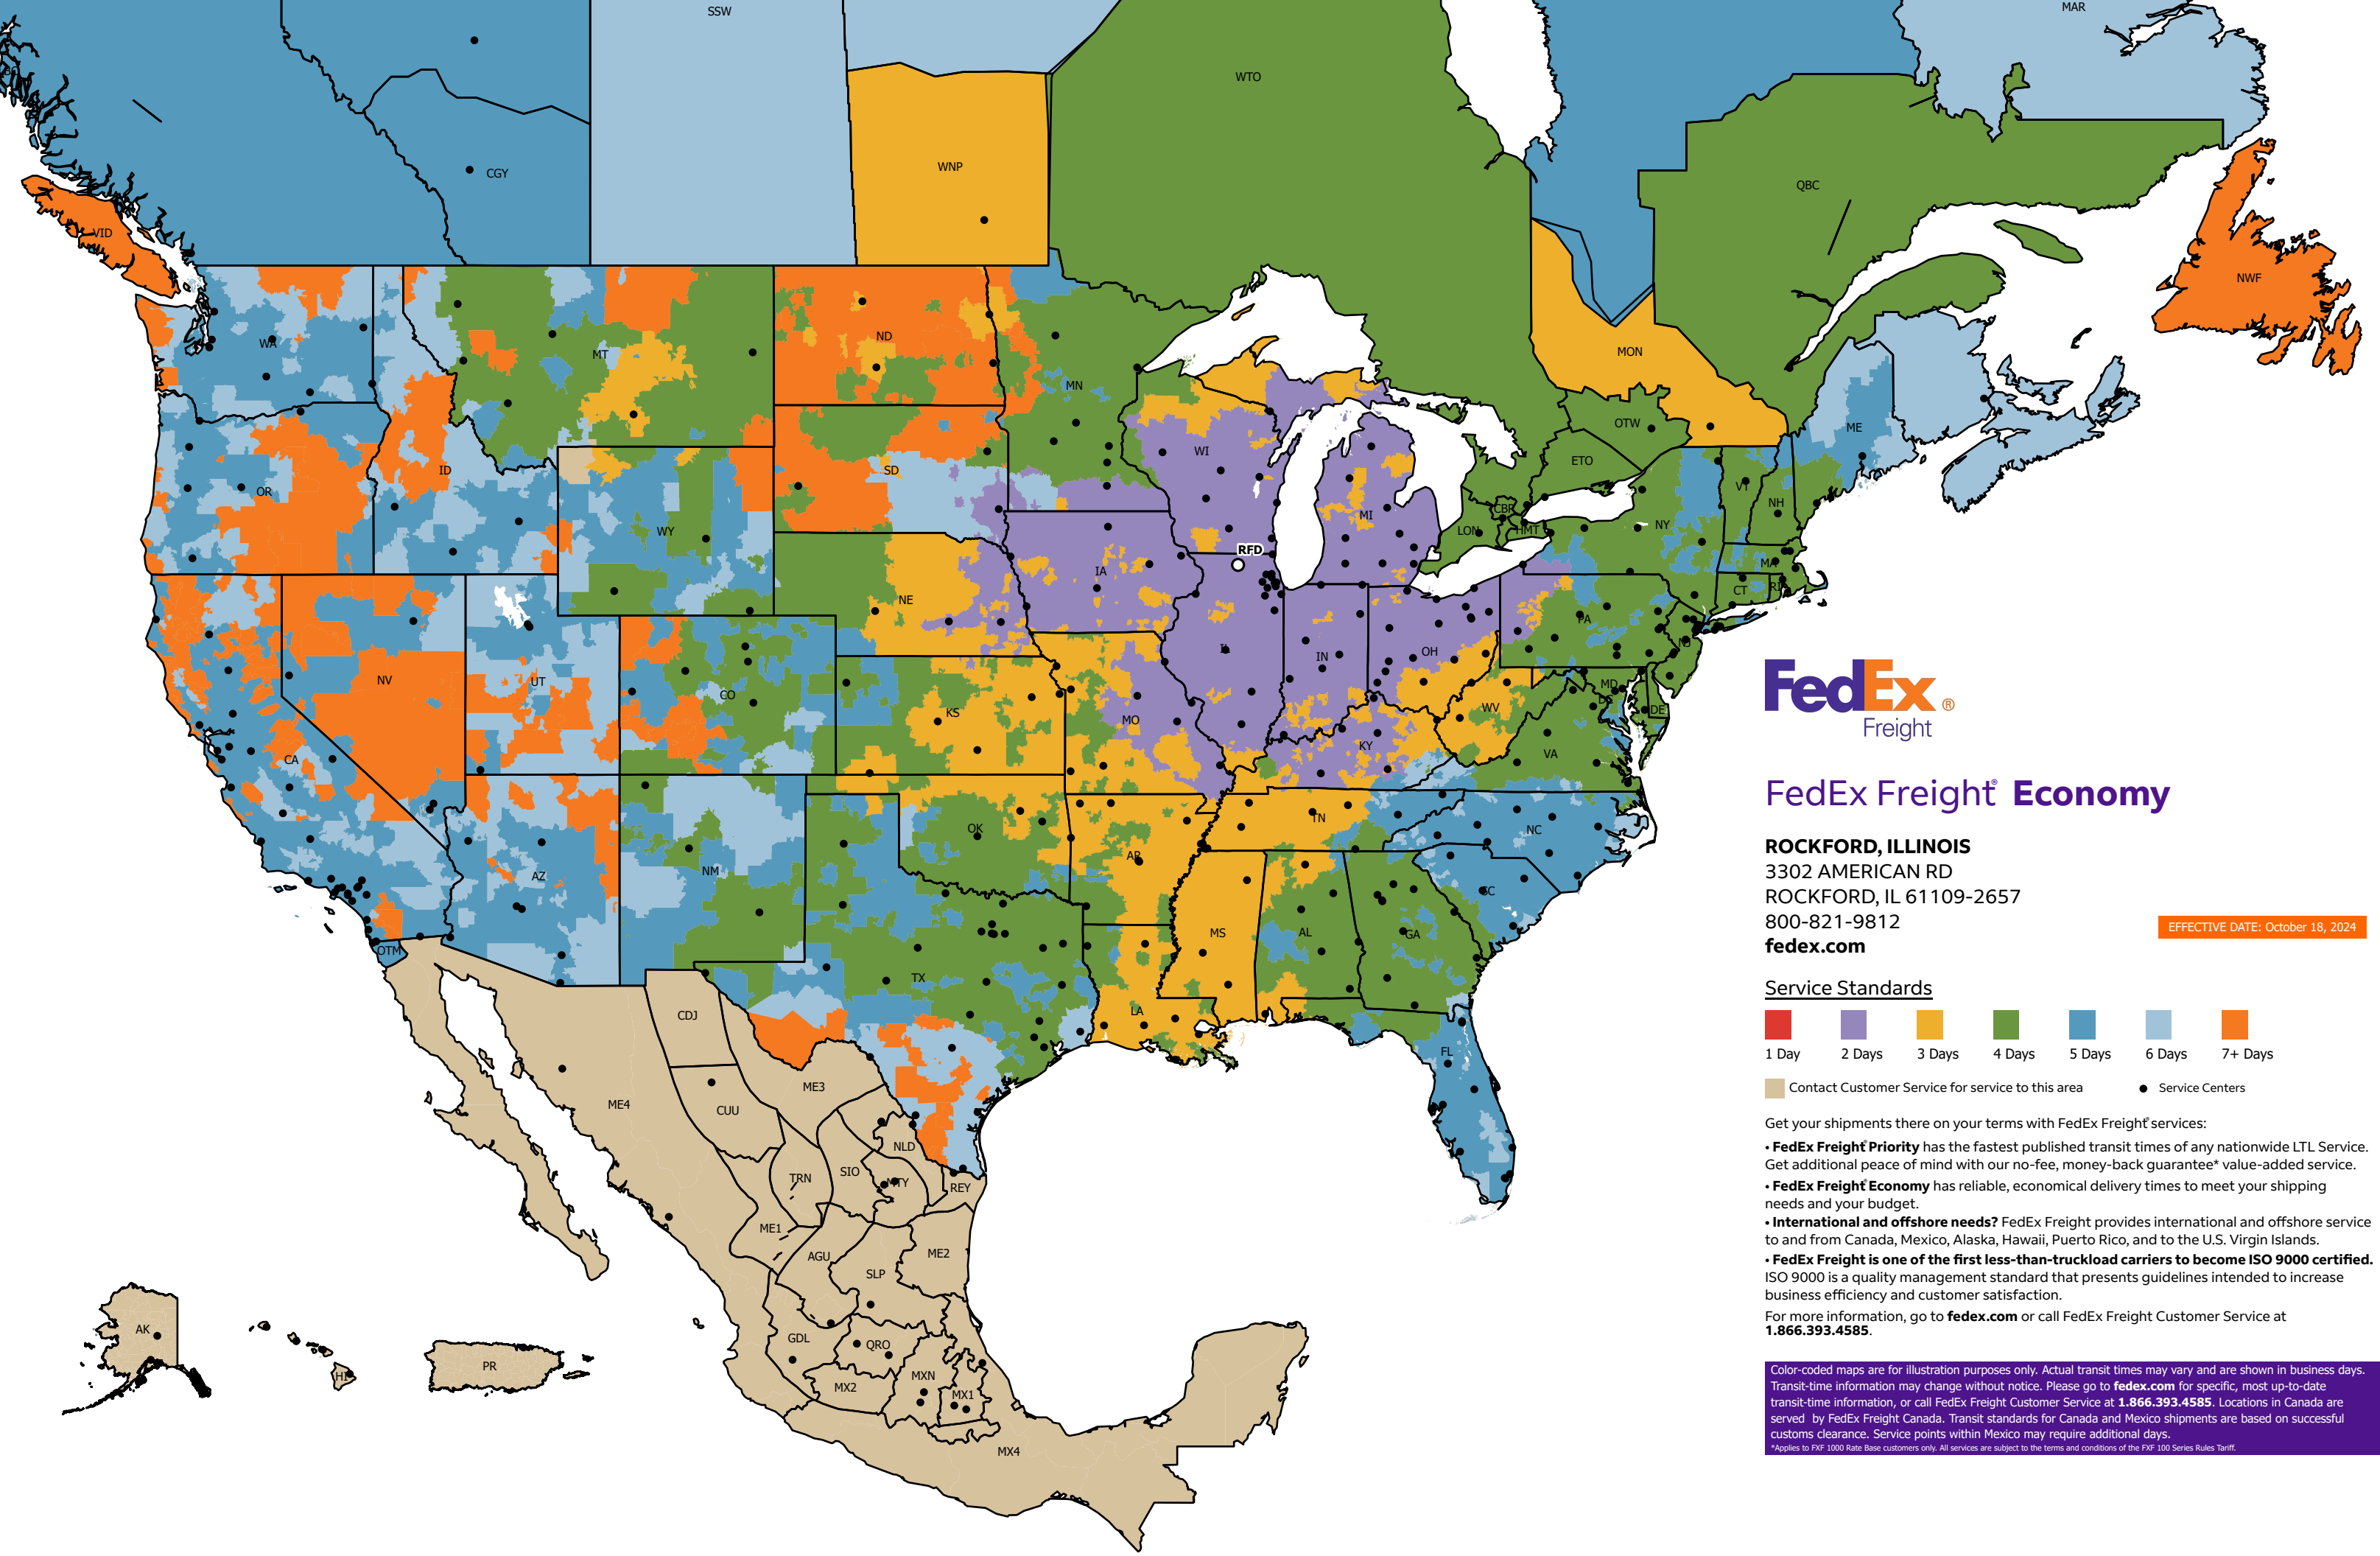 SSW
MAR
WTO
WNP
CGY
QBC
VID
NWF
WA
MT
ND
MN
MON
OTW
ME
ETO
ID
OR
SD
WI
VT
NH
CBR
MI
NY
LON
HMT
WY
RFD
MA
IA
NE
CT
RI
PA
IL
IN
OH
NJ
NV
UT
CO
KS
MO
WV
MD
DC
DE
KY
VA
CA
OK
TN
NC
AR
NM
AZ
SC
MS
AL
GA
OTM
TX
LA
CDJ
FL
ME3
ME4
CUU
NLD
SIO
TRN
MTY
REY
ME1
AGU
ME2
SLP
AK
GDL
QRO
HI
PR
MX2
MXN
MX1
MX4
FedEx®
Freight
FedEx Freight® Economy
ROCKFORD, ILLINOIS
3302 AMERICAN RD
ROCKFORD, IL 61109-2657
800-821-9812
fedex.com
EFFECTIVE DATE: October 18, 2024
Service Standards
1 Day 2 Days 3 Days 4 Days 5 Days 6 Days 7+ Days
Contact Customer Service for service to this area Service Centers
Get your shipments there on your terms with FedEx Freight® services:
• FedEx Freight® Priority has the fastest published transit times of any nationwide LTL Service.
Get additional peace of mind with our no-fee, money-back guarantee* value-added service.
• FedEx Freight® Economy has reliable, economical delivery times to meet your shipping
needs and your budget.
• International and offshore needs? FedEx Freight provides international and offshore service
to and from Canada, Mexico, Alaska, Hawaii, Puerto Rico, and to the U.S. Virgin Islands.
• FedEx Freight is one of the first less-than-truckload carriers to become ISO 9000 certified.
ISO 9000 is a quality management standard that presents guidelines intended to increase
business efficiency and customer satisfaction.
For more information, go to fedex.com or call FedEx Freight Customer Service at
1.866.393.4585.
Color-coded maps are for illustration purposes only. Actual transit times may vary and are shown in business days.
Transit-time information may change without notice. Please go to fedex.com for specific, most up-to-date
transit-time information, or call FedEx Freight Customer Service at 1.866.393.4585. Locations in Canada are
served by FedEx Freight Canada. Transit standards for Canada and Mexico shipments are based on successful
customs clearance. Service points within Mexico may require additional days.
*Applies to FXF 1000 Rate Base customers only. All services are subject to the terms and conditions of the FXF 100 Series Rules Tariff.